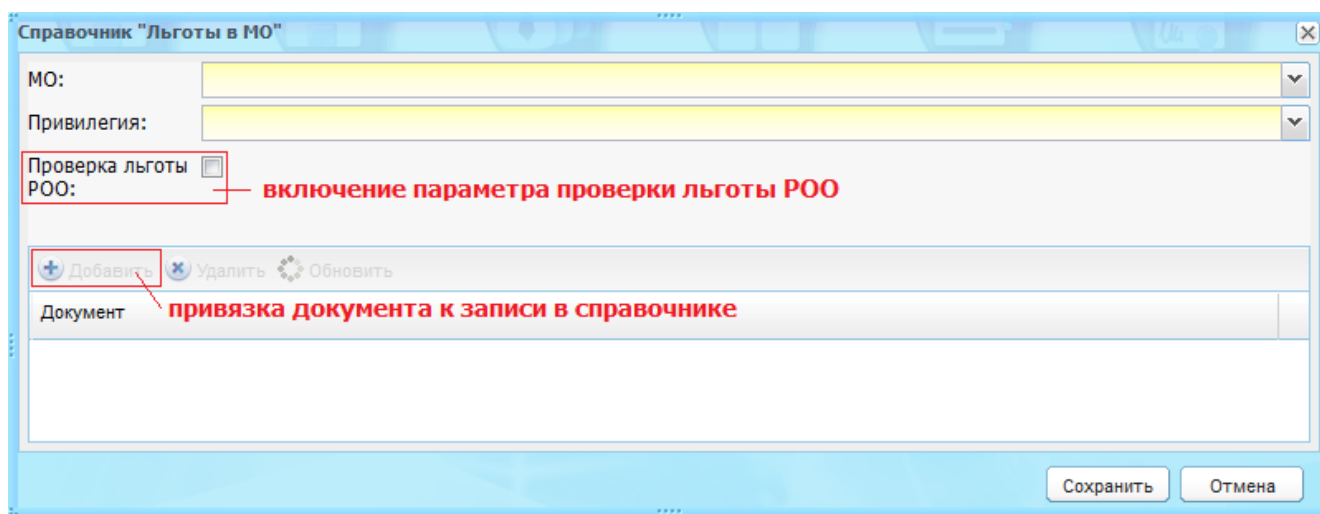 Справочник "Льготы в МО"
МО:
Привилегия:
Проверка льготы
РОО:
включение параметра проверки льготы РОО
Добавить Удалить Обновить
Документ
привязка документа к записи в справочнике
Сохранить Отмена